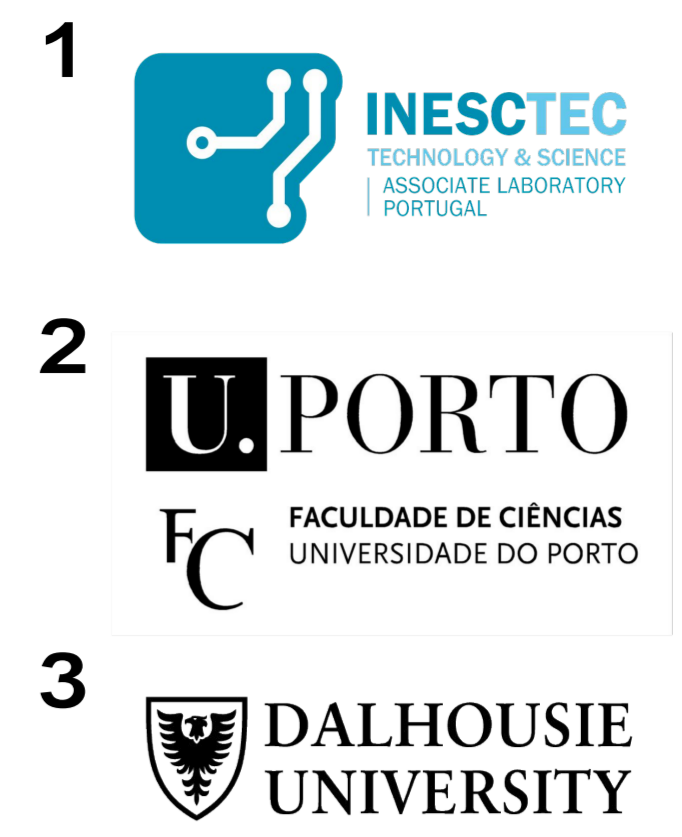 1
INESCTEC
TECHNOLOGY & SCIENCE
ASSOCIATE LABORATORY
PORTUGAL
2
U. PORTO
FC
FACULDADE DE CIÊNCIAS
UNIVERSIDADE DO PORTO
3
DALHOUSIE
UNIVERSITY